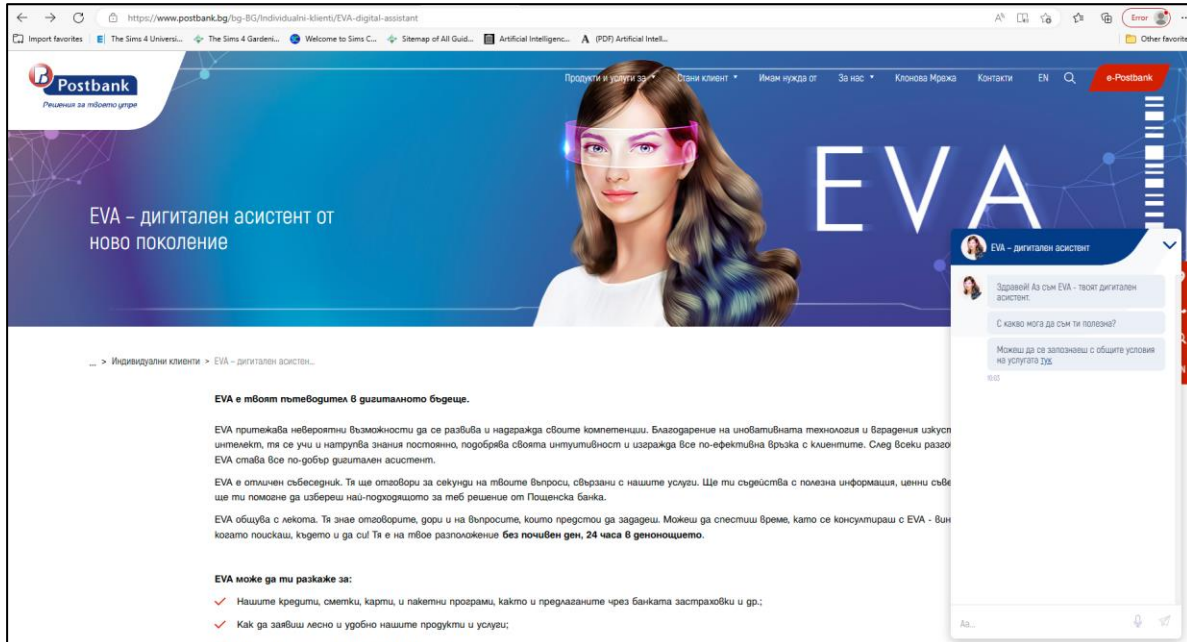 https://www.postbank.bg/bg-BG/Individualni-klienti/EVA-digital-assistant
Error
Import favorites
The Sims 4 Universi...
The Sims 4 Gardeni...
Welcome to Sims C...
Sitemap of All Guid...
Artificial Intelligenc...
(PDF) Artificial Intell...
Other favorite
Postbank
Решения за твоето утре
Продукти и услуги за
Стани клиент
Имам нужда от
За нас
Клонова Мрежа
Контакти
EN
e-Postbank
EVA
EVA – дигитален асистент от
ново поколение
EVA – дигитален асистент
Здравей! Аз съм EVA - твоят дигитален
асистент.
С какво мога да съм ти полезна?
Можеш да се запознаеш с общите условия
на услугата тук
... > Индивидуални клиенти > EVA – дигитален асистен...
EVA е твоят пътеводител в дигиталното бъдеще.
EVA притежава невероятни възможности да се развива и надгражда своите компетенции. Благодарение на иновативната технология и вградения изкуст
интелект, тя се учи и натрупва знания постоянно, подобрява своята интуитивност и изгражда все по-ефективна връзка с клиентите. След всеки разго
EVA става все по-добър дигитален асистент.
EVA е отличен събеседник. Тя ще отговори за секунди на твоите въпроси, свързани с нашите услуги. Ще ти съдейства с полезна информация, ценни съве
ще ти помогне да избереш най-подходящото за теб решение от Пощенска банка.
EVA общува с лекота. Тя знае отговорите, дори и на въпросите, които предстои да зададеш. Можеш да спестиш време, като се консултираш с EVA - вин
когато поискаш, където и да си! Тя е на твое разположение без почивен ден, 24 часа в денонощието.
EVA може да ти разкаже за:
Нашите кредити, сметки, карти, и пакетни програми, както и предлаганите чрез банката застраховки и др.;
Как да заявиш лесно и удобно нашите продукти и услуги;
Aa...